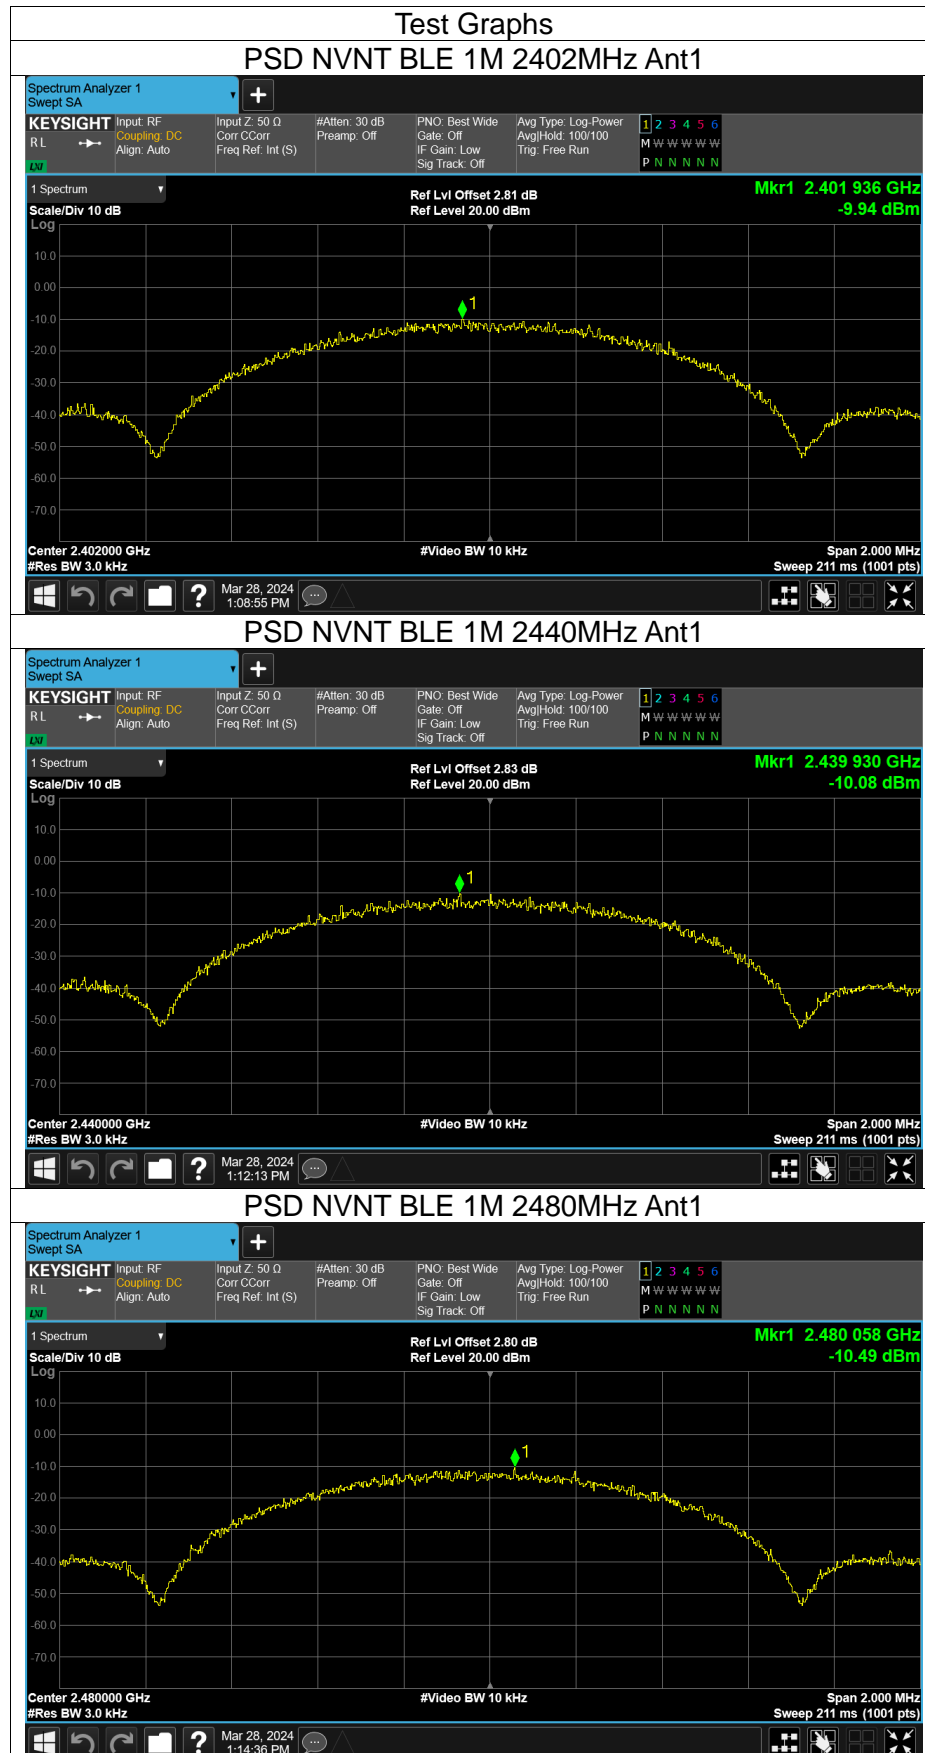 Test Graphs
PSD NVNT BLE 1M 2402MHz Ant1
Spectrum Analyzer 1
Swept SA
KEYSIGHT Input: RF Input Z: 50 Ω #Atten: 30 dB PNO: Best Wide Avg Type: Log-Power 1 2 3 4 5 6
RL Coupling: DC Corr CCorr Preamp: Off Gate: Off Avg|Hold: 100/100 M W W W W W
Align: Auto Freq Ref: Int (S) IF Gain: Low Trig: Free Run
LXI Sig Track: Off P N N N N N
1 Spectrum Ref Lvl Offset 2.81 dB Mkr1 2.401 936 GHz
Scale/Div 10 dB Ref Level 20.00 dBm -9.94 dBm
Log
10.0
0.00
1
-10.0
-20.0
-30.0
-40.0
-50.0
-60.0
-70.0
Center 2.402000 GHz #Video BW 10 kHz Span 2.000 MHz
#Res BW 3.0 kHz Sweep 211 ms (1001 pts)
? Mar 28, 2024
1:08:55 PM
PSD NVNT BLE 1M 2440MHz Ant1
Spectrum Analyzer 1
Swept SA
KEYSIGHT Input: RF Input Z: 50 Ω #Atten: 30 dB PNO: Best Wide Avg Type: Log-Power 1 2 3 4 5 6
RL Coupling: DC Corr CCorr Preamp: Off Gate: Off Avg|Hold: 100/100 M W W W W W
Align: Auto Freq Ref: Int (S) IF Gain: Low Trig: Free Run
LXI Sig Track: Off P N N N N N
1 Spectrum Ref Lvl Offset 2.83 dB Mkr1 2.439 930 GHz
Scale/Div 10 dB Ref Level 20.00 dBm -10.08 dBm
Log
10.0
0.00
1
-10.0
-20.0
-30.0
-40.0
-50.0
-60.0
-70.0
Center 2.440000 GHz #Video BW 10 kHz Span 2.000 MHz
#Res BW 3.0 kHz Sweep 211 ms (1001 pts)
? Mar 28, 2024
1:12:13 PM
PSD NVNT BLE 1M 2480MHz Ant1
Spectrum Analyzer 1
Swept SA
KEYSIGHT Input: RF Input Z: 50 Ω #Atten: 30 dB PNO: Best Wide Avg Type: Log-Power 1 2 3 4 5 6
RL Coupling: DC Corr CCorr Preamp: Off Gate: Off Avg|Hold: 100/100 M W W W W W
Align: Auto Freq Ref: Int (S) IF Gain: Low Trig: Free Run
LXI Sig Track: Off P N N N N N
1 Spectrum Ref Lvl Offset 2.80 dB Mkr1 2.480 058 GHz
Scale/Div 10 dB Ref Level 20.00 dBm -10.49 dBm
Log
10.0
0.00
1
-10.0
-20.0
-30.0
-40.0
-50.0
-60.0
-70.0
Center 2.480000 GHz #Video BW 10 kHz Span 2.000 MHz
#Res BW 3.0 kHz Sweep 211 ms (1001 pts)
? Mar 28, 2024
1:14:36 PM